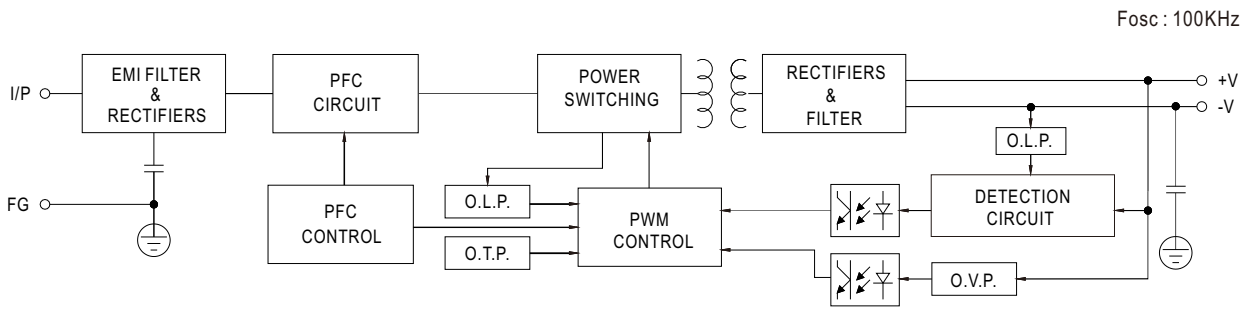 Fosc : 100KHz
I/P
EMI FILTER
&
RECTIFIERS
PFC
CIRCUIT
POWER
SWITCHING
RECTIFIERS
&
FILTER
+V
-V
O.L.P.
FG
PFC
CONTROL
O.L.P.
O.T.P.
PWM
CONTROL
DETECTION
CIRCUIT
O.V.P.